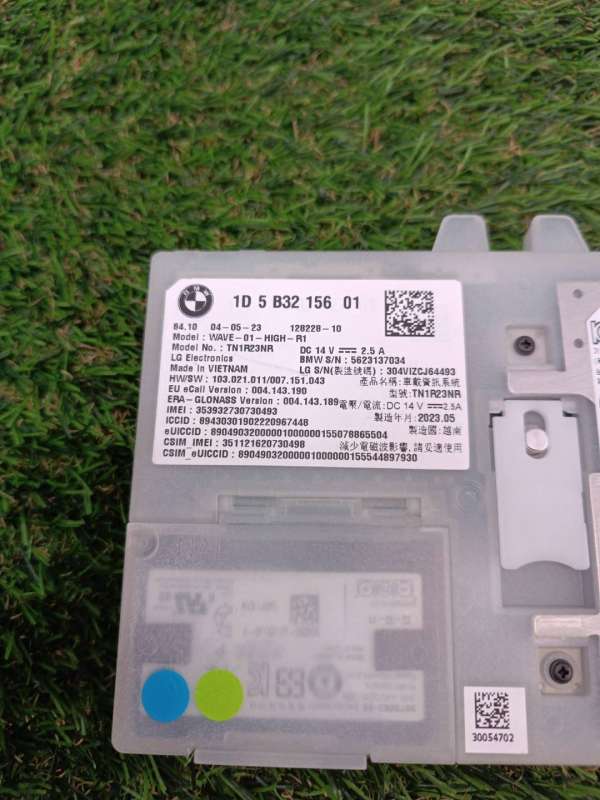 BMW
1D 5 B32 156 01
84.10 04-05-23 128228-10
Model : WAVE-01-HIGH-R1
Model No. : TN1R23NR DC 14 V 2.5 A
LG Electronics BMW S/N : 5623137034
Made in VIETNAM LG S/N(製造號碼) : 304VIZCJ64493
HW/SW : 103.021.011/007.151.043 產品名稱: 車載資訊系統
EU eCall Version : 004.143.190 型號: TN1R23NR
ERA-GLONASS Version : 004.143.189 電壓/電流:DC 14 V 2.5A
IMEI : 353932730730493 製造年月: 2023.05
ICCID : 89430301902220967448 製造國: 越南
eUICCID : 89049032000001000000155078865504
CSIM_IMEI : 351121620730498 減少電磁波影響, 請妥適使用
CSIM_eUICCID : 89049032000001000000155544897930
30054702